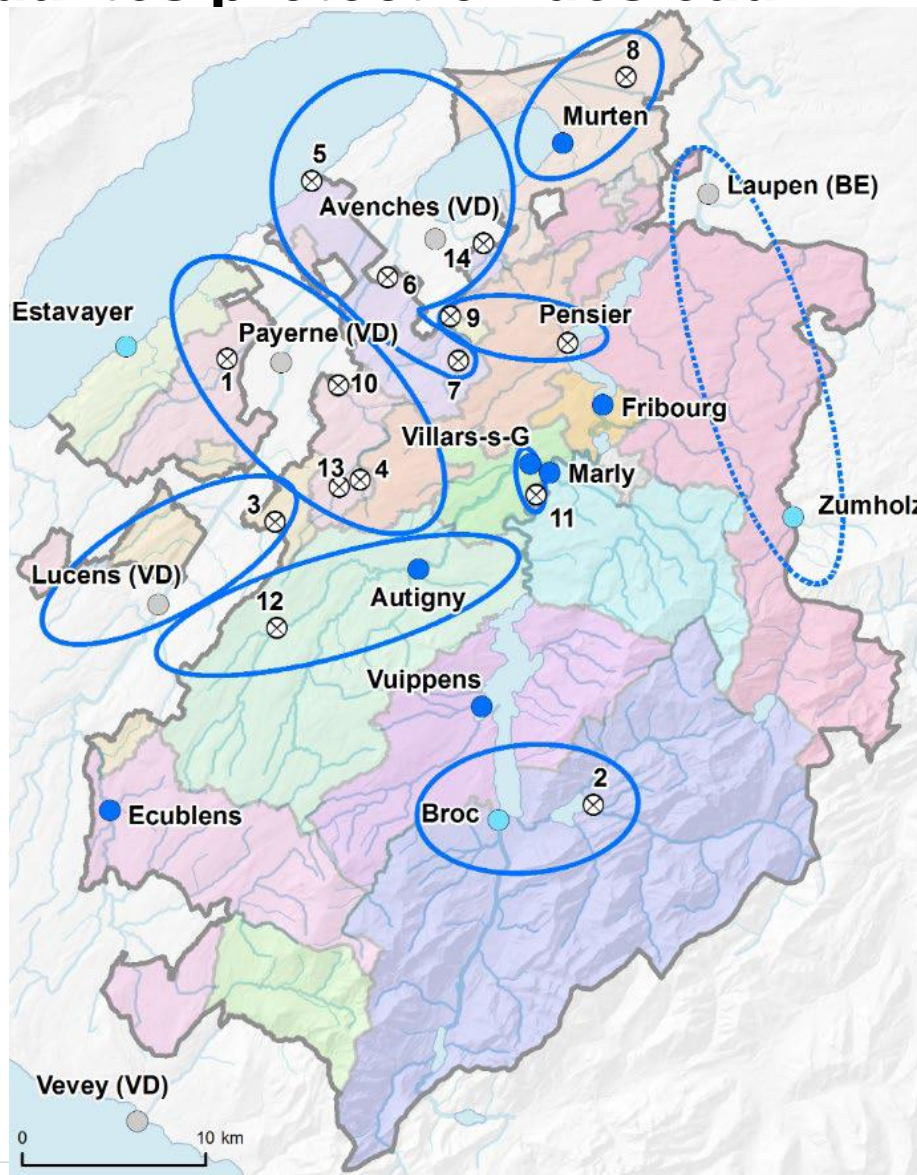 8
Murten
5
Laupen (BE)
Avenches (VD)
14
6
Estavayer
9
Pensier
Payerne (VD)
1
10
7
Fribourg
Villars-s-G
13
4
Marly
3
11
Zumholz
Lucens (VD)
12
Autigny
Vuippens
2
Broc
Ecublens
Vevey (VD)
0
10 km